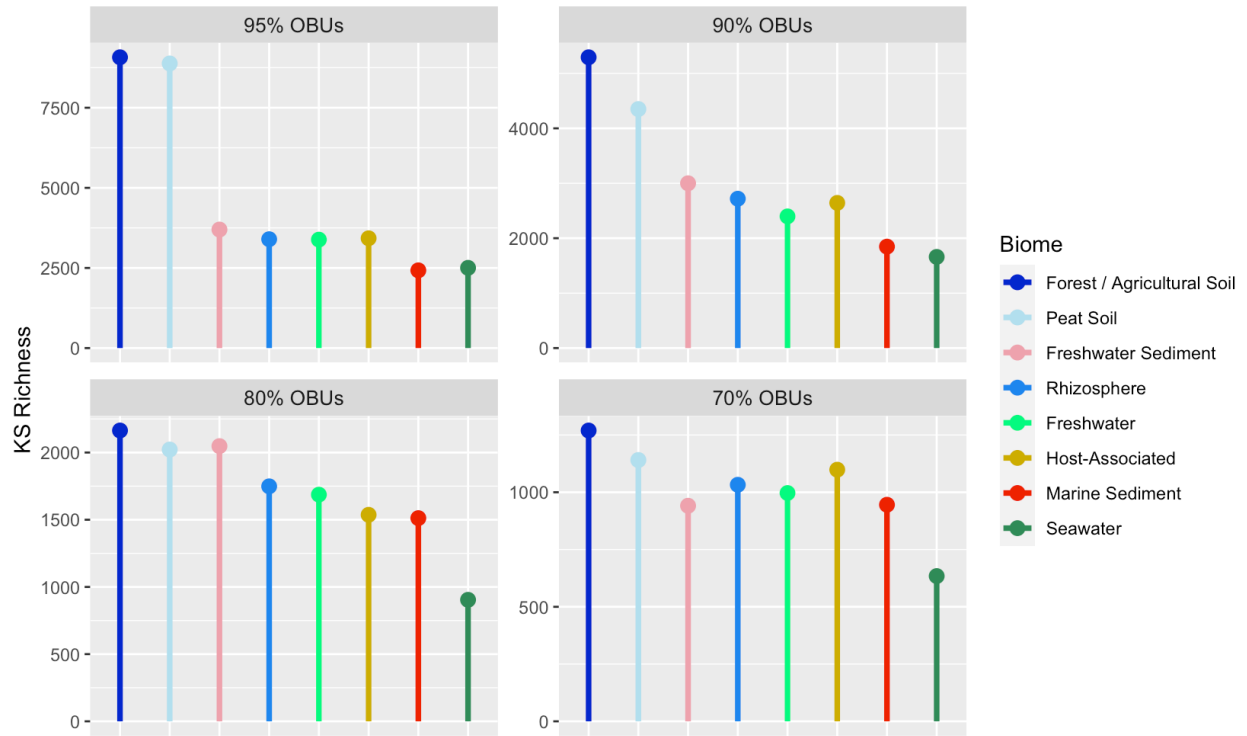 95% OBUs
90% OBUs
7500
5000
2500
0
4000
2000
0
KS Richness
80% OBUs
70% OBUs
2000
1500
1000
500
0
1000
500
0
Biome
Forest / Agricultural Soil
Peat Soil
Freshwater Sediment
Rhizosphere
Freshwater
Host-Associated
Marine Sediment
Seawater